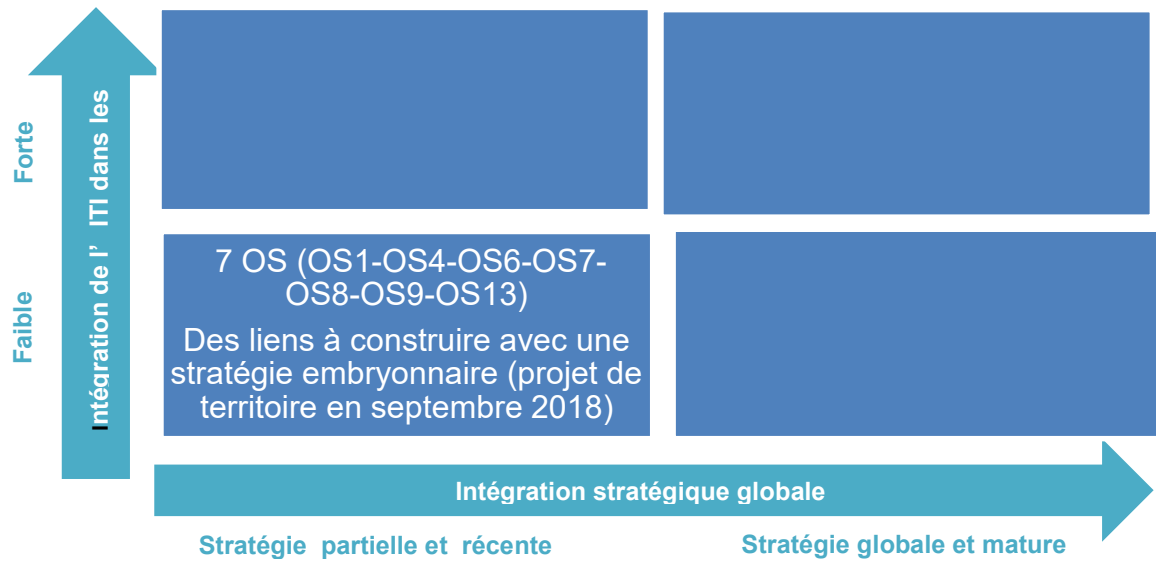 Forte
Faible
Intégration de l' ITI dans les
7 OS (OS1-OS4-OS6-OS7-
OS8-OS9-OS13)
Des liens à construire avec une
stratégie embryonnaire (projet de
territoire en septembre 2018)
Intégration stratégique globale
Stratégie partielle et récente
Stratégie globale et mature